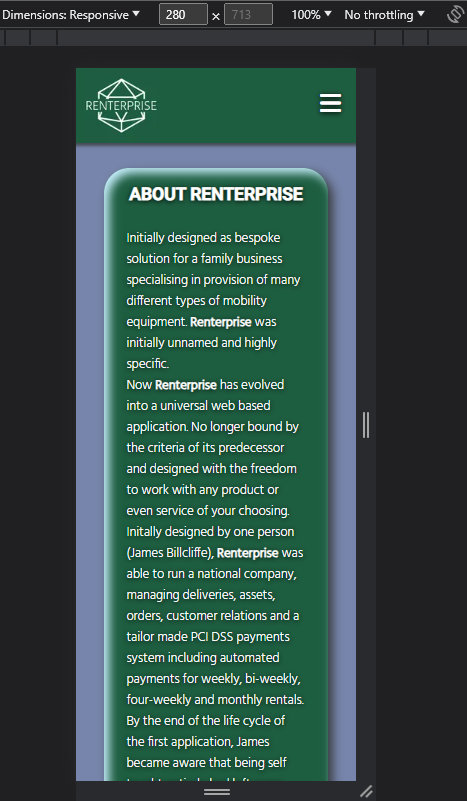 Dimensions: Responsive 280 × 713 100% No throttling
RENTERPRISE
ABOUT RENTERPRISE
Initially designed as bespoke
solution for a family business
specialising in provision of many
different types of mobility
equipment. Renterprise was
initially unnamed and highly
specific.
Now Renterprise has evolved
into a universal web based
application. No longer bound by
the criteria of its predecessor
and designed with the freedom
to work with any product or
even service of your choosing.
Initally designed by one person
(James Billcliffe), Renterprise was
able to run a national company,
managing deliveries, assets,
orders, customer relations and a
tailor made PCI DSS payments
system including automated
payments for weekly, bi-weekly,
four-weekly and monthly rentals.
By the end of the life cycle of
the first application, James
became aware that being self